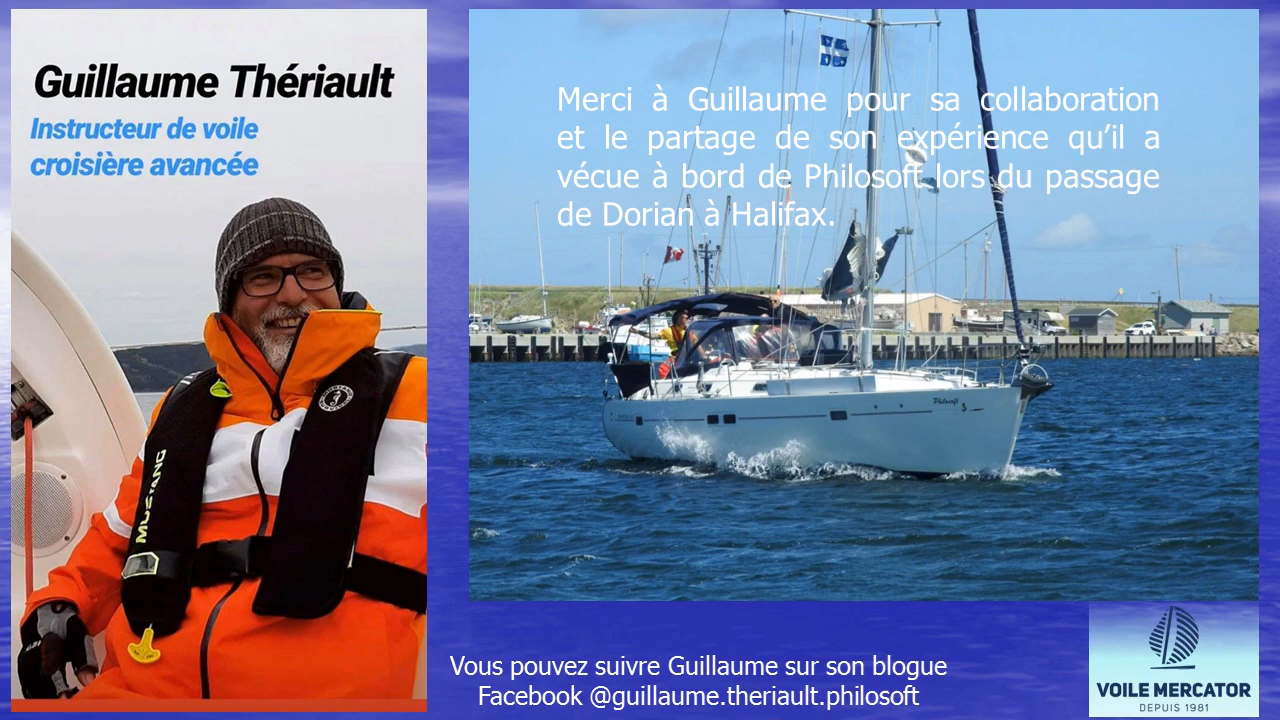 Guillaume Thériault
Instructeur de voile
croisière avancée
Merci à Guillaume pour sa collaboration
et le partage de son expérience qu’il a
vécue à bord de Philosoft lors du passage
de Dorian à Halifax.
Philosoft
MUSTANG
Vous pouvez suivre Guillaume sur son blogue
Facebook @guillaume.theriault.philosoft
VOILE MERCATOR
DEPUIS 1981